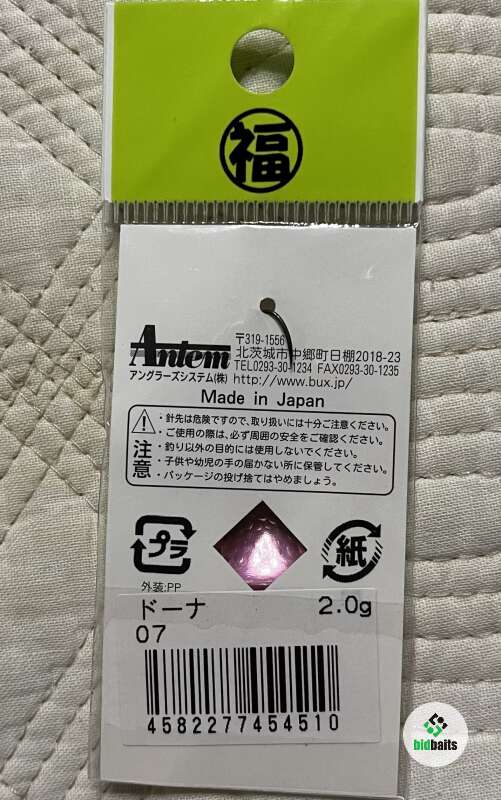 福
Antem
〒319-1556
北茨城市中郷町日棚2018-23
TEL0293-30-1234 FAX0293-30-1235
アングラーズシステム(株) http://www.bux.jp/
Made in Japan
注意
・針先は危険ですので、取り扱いには十分ご注意ください。
・ご使用の際は、必ず周囲の安全をご確認ください。
・釣り以外の目的には使用しないでください。
・子供や幼児の手の届かない所に保管してください。
・パッケージの投げ捨てはやめましょう。
プラ
紙
外装:PP
ドーナ 2.0g
07
4582277454510
bidbaits